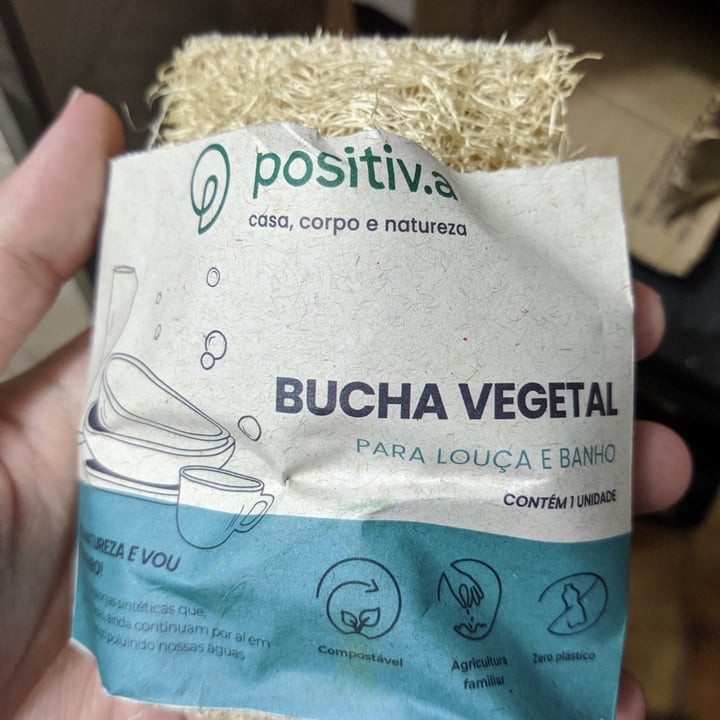 positiv.a
casa, corpo e natureza
BUCHA VEGETAL
PARA LOUÇA E BANHO
CONTÉM 1 UNIDADE
E VOU
sintéticas que,
ainda continuam por aí em
poluindo nossas águas
Compostável
Agricultura
familiar
Zero plástico